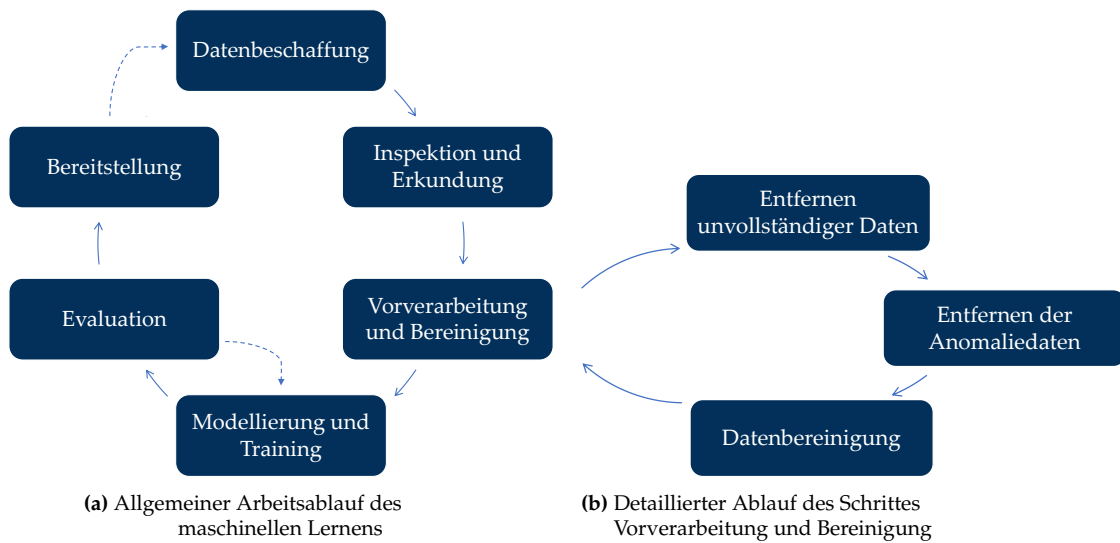 Datenbeschaffung
Inspektion und
Erkundung
Vorverarbeitung
und Bereinigung
Modellierung und
Training
Evaluation
Bereitstellung
(a) Allgemeiner Arbeitsablauf des
maschinellen Lernens
Entfernen
unvollständiger Daten
Entfernen der
Anomaliedaten
Datenbereinigung
(b) Detaillierter Ablauf des Schrittes
Vorverarbeitung und Bereinigung